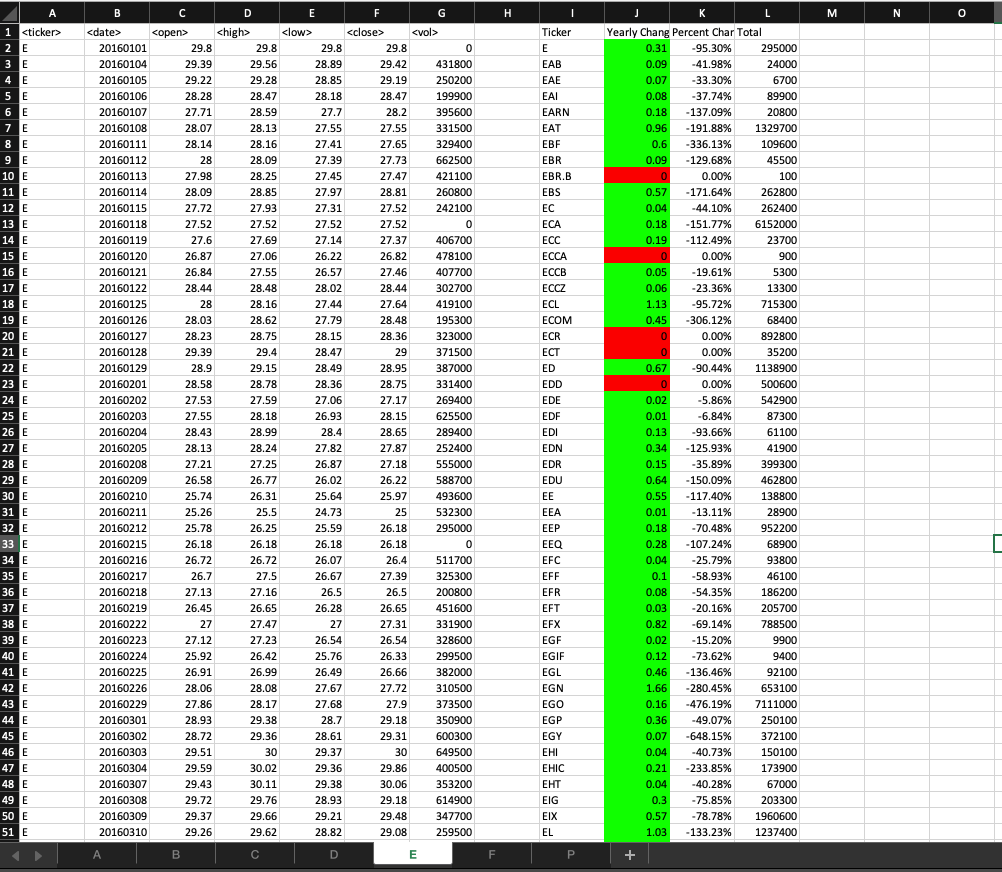 A B C D E F G H I J K L M N O
1 <ticker> <date> <open> <high> <low> <close> <vol> Ticker Yearly Chang Percent Char Total
2 E 20160101 29.8 29.8 29.8 29.8 0 E 0.31 -95.30% 295000
3 E 20160104 29.39 29.56 28.89 29.42 431800 EAB 0.09 -41.98% 24000
4 E 20160105 29.22 29.28 28.85 29.19 250200 EAE 0.07 -33.30% 6700
5 E 20160106 28.28 28.47 28.18 28.47 199900 EAI 0.08 -37.74% 89900
6 E 20160107 27.71 28.59 27.7 28.2 395600 EARN 0.18 -137.09% 20800
7 E 20160108 28.07 28.13 27.55 27.55 331500 EAT 0.96 -191.88% 1329700
8 E 20160111 28.14 28.16 27.41 27.65 329400 EBF 0.6 -336.13% 109600
9 E 20160112 28 28.09 27.39 27.73 662500 EBR 0.09 -129.68% 45500
10 E 20160113 27.98 28.25 27.45 27.47 421100 EBR.B 0 0.00% 100
11 E 20160114 28.09 28.85 27.97 28.81 260800 EBS 0.57 -171.64% 262800
12 E 20160115 27.72 27.93 27.31 27.52 242100 EC 0.04 -44.10% 262400
13 E 20160118 27.52 27.52 27.52 27.52 0 ECA 0.18 -151.77% 6152000
14 E 20160119 27.6 27.69 27.14 27.37 406700 ECC 0.19 -112.49% 23700
15 E 20160120 26.87 27.06 26.22 26.82 478100 ECCA 0 0.00% 900
16 E 20160121 26.84 27.55 26.57 27.46 407700 ECCB 0.05 -19.61% 5300
17 E 20160122 28.44 28.48 28.02 28.44 302700 ECCZ 0.06 -23.36% 13300
18 E 20160125 28 28.16 27.44 27.64 419100 ECL 1.13 -95.72% 715300
19 E 20160126 28.03 28.62 27.79 28.48 195300 ECOM 0.45 -306.12% 68400
20 E 20160127 28.23 28.75 28.15 28.36 323000 ECR 0 0.00% 892800
21 E 20160128 29.39 29.4 28.47 29 371500 ECT 0 0.00% 35200
22 E 20160129 28.9 29.15 28.49 28.95 387000 ED 0.67 -90.44% 1138900
23 E 20160201 28.58 28.78 28.36 28.75 331400 EDD 0 0.00% 500600
24 E 20160202 27.53 27.59 27.06 27.17 269400 EDE 0.02 -5.86% 542900
25 E 20160203 27.55 28.18 26.93 28.15 625500 EDF 0.01 -6.84% 87300
26 E 20160204 28.43 28.99 28.4 28.65 289400 EDI 0.13 -93.66% 61100
27 E 20160205 28.13 28.24 27.82 27.87 252400 EDN 0.34 -125.93% 41900
28 E 20160208 27.21 27.25 26.87 27.18 555000 EDR 0.15 -35.89% 399300
29 E 20160209 26.58 26.77 26.02 26.22 588700 EDU 0.64 -150.09% 462800
30 E 20160210 25.74 26.31 25.64 25.97 493600 EE 0.55 -117.40% 138800
31 E 20160211 25.26 25.5 24.73 25 532300 EEA 0.01 -13.11% 28900
32 E 20160212 25.78 26.25 25.59 26.18 295000 EEP 0.18 -70.48% 952200
33 E 20160215 26.18 26.18 26.18 26.18 0 EEQ 0.28 -107.24% 68900
34 E 20160216 26.72 26.72 26.07 26.4 511700 EFC 0.04 -25.79% 93800
35 E 20160217 26.7 27.5 26.67 27.39 325300 EFF 0.1 -58.93% 46100
36 E 20160218 27.13 27.16 26.5 26.5 200800 EFR 0.08 -54.35% 186200
37 E 20160219 26.45 26.65 26.28 26.65 451600 EFT 0.03 -20.16% 205700
38 E 20160222 27 27.47 27 27.31 331900 EFX 0.82 -69.14% 788500
39 E 20160223 27.12 27.23 26.54 26.54 328600 EGF 0.02 -15.20% 9900
40 E 20160224 25.92 26.42 25.76 26.33 299500 EGIF 0.12 -73.62% 9400
41 E 20160225 26.91 26.99 26.49 26.66 382000 EGL 0.46 -136.46% 92100
42 E 20160226 28.06 28.08 27.67 27.72 310500 EGN 1.66 -280.45% 653100
43 E 20160229 27.86 28.17 27.68 27.9 373500 EGO 0.16 -476.19% 7111000
44 E 20160301 28.93 29.38 28.7 29.18 350900 EGP 0.36 -49.07% 250100
45 E 20160302 28.72 29.36 28.61 29.31 600300 EGY 0.07 -648.15% 372100
46 E 20160303 29.51 30 29.37 30 649500 EHI 0.04 -40.73% 150100
47 E 20160304 29.59 30.02 29.36 29.86 400500 EHIC 0.21 -233.85% 173900
48 E 20160307 29.43 30.11 29.38 30.06 353200 EHT 0.04 -40.28% 67000
49 E 20160308 29.72 29.76 28.93 29.18 614900 EIG 0.3 -75.85% 203300
50 E 20160309 29.37 29.66 29.21 29.48 347700 EIX 0.57 -78.78% 1960600
51 E 20160310 29.26 29.62 28.82 29.08 259500 EL 1.03 -133.23% 1237400
A B C D E F P +